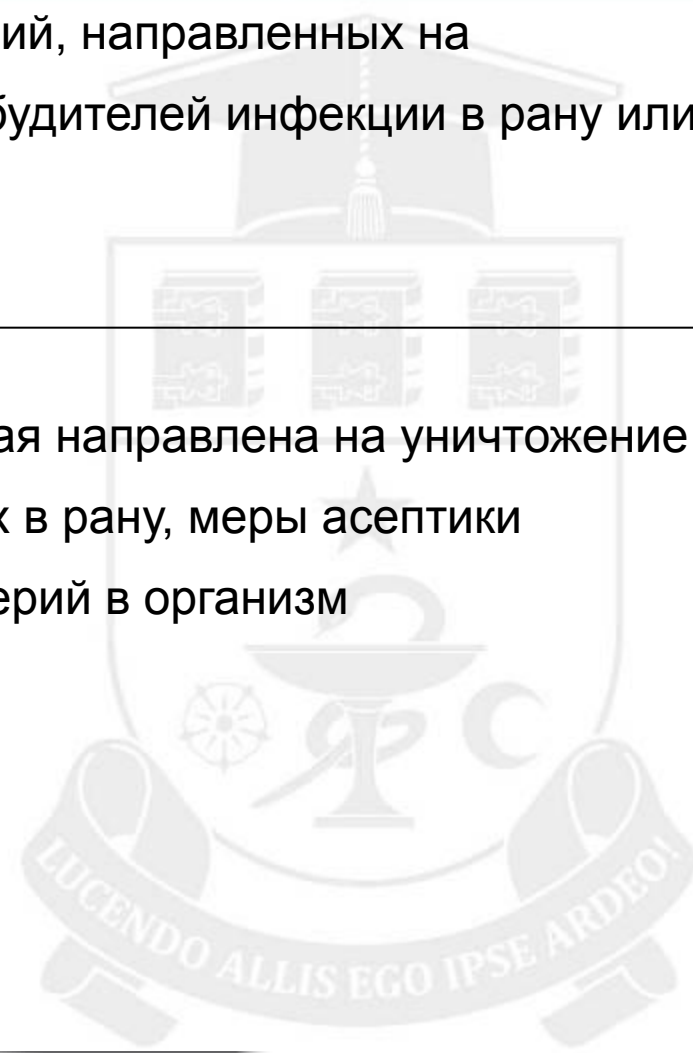 ий, направленных на
будителей инфекции в рану или
ая направлена на уничтожение
х в рану, меры асептики
ерий в организм
LUCENDO ALLIS EGO IPSE ARDEO!